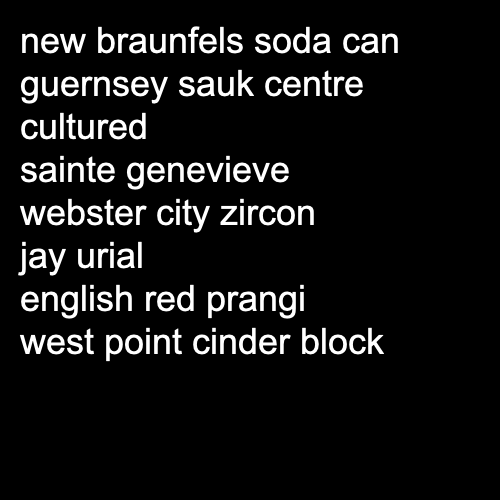 new braunfels soda can
guernsey sauk centre
cultured
sainte genevieve
webster city zircon
jay urial
english red prangi
west point cinder block